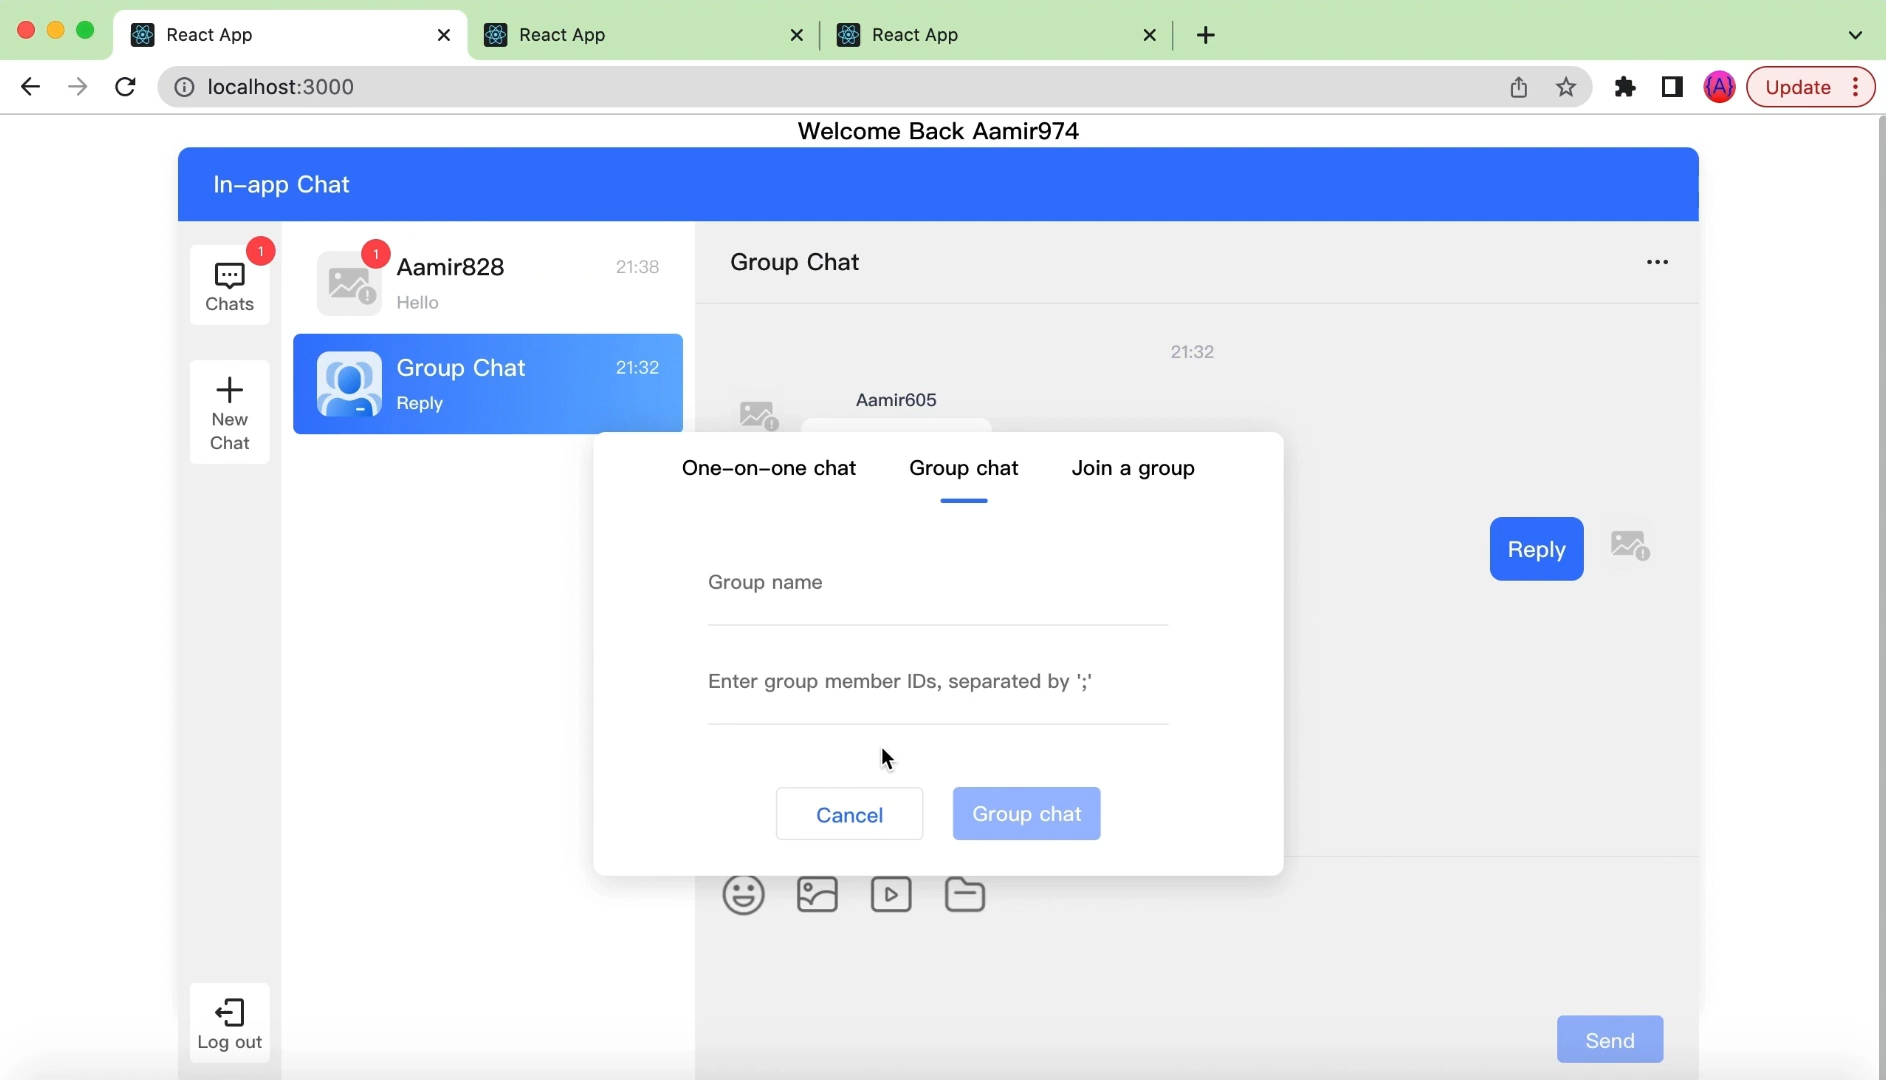 React App
React App
React App
localhost:3000
{A}
Update
Welcome Back Aamir974
In-app Chat
1
Chats
New
Chat
Log out
1
Aamir828
21:38
Hello
Group Chat
21:32
Reply
Group Chat
21:32
Aamir605
Reply
One-on-one chat
Group chat
Join a group
Group name
Enter group member IDs, separated by ';'
Cancel
Group chat
Send